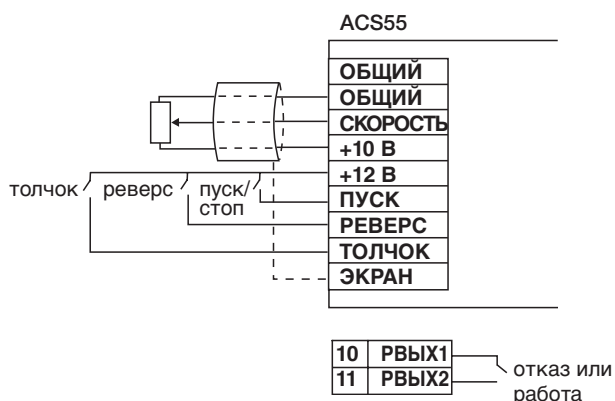 ACS55
ОБЩИЙ
ОБЩИЙ
СКОРОСТЬ
+10 В
+12 В
ПУСК
РЕВЕРС
ТОЛЧОК
ЭКРАН
толчок реверс пуск/
стоп
10 РВЫХ1
11 РВЫХ2
отказ или
работа